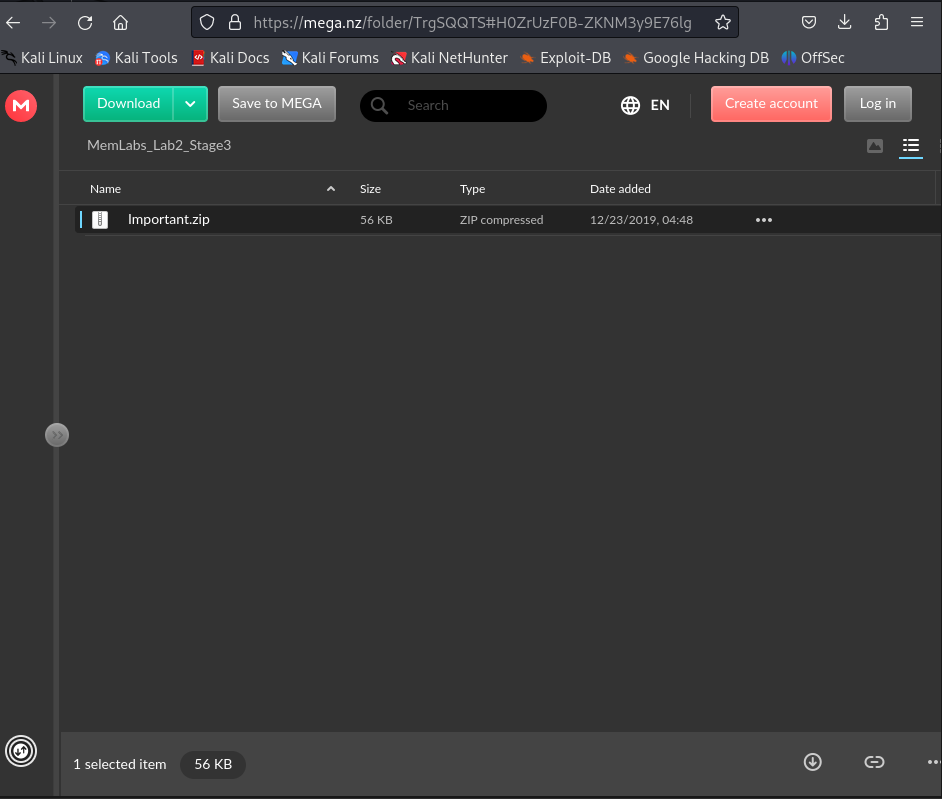 https://mega.nz/folder/TrgSQQTS#H0ZrUzF0B-ZKNM3y9E76lg
Kali Linux Kali Tools Kali Docs Kali Forums Kali NetHunter Exploit-DB Google Hacking DB OffSec
M Download Save to MEGA Search EN Create account Log in
MemLabs_Lab2_Stage3
Name Size Type Date added
Important.zip 56 KB ZIP compressed 12/23/2019, 04:48
1 selected item 56 KB